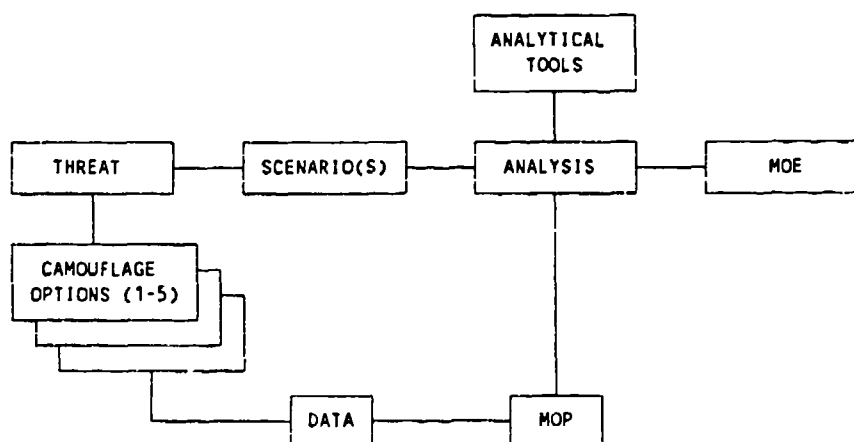 ANALYTICAL
TOOLS
THREAT
SCENARIO(S)
ANALYSIS
MOE
CAMOUFLAGE
OPTIONS (1-5)
DATA
MOP